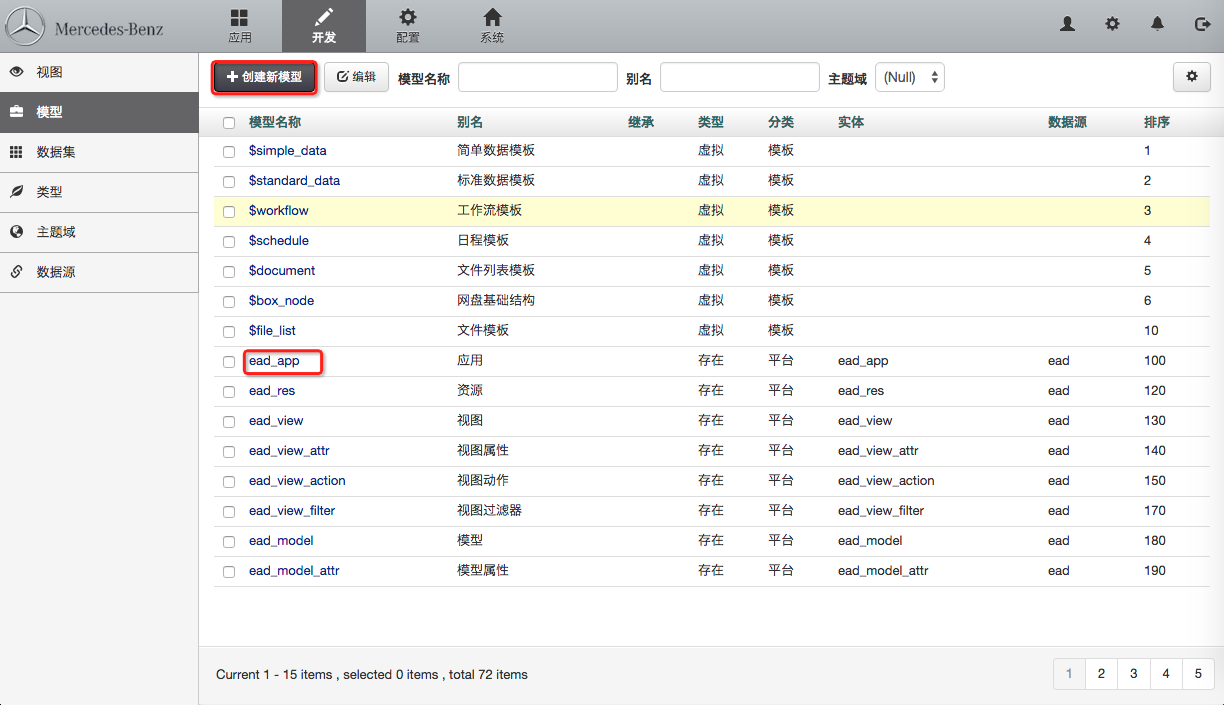 Mercedes-Benz 应用 开发 配置 系统
视图
模型
数据集
类型
主题域
数据源
创建新模型 编辑 模型名称 别名 主题域 (Null)
模型名称 别名 继承 类型 分类 实体 数据源 排序
$simple_data 简单数据模板 虚拟 模板 1
$standard_data 标准数据模板 虚拟 模板 2
$workflow 工作流模板 虚拟 模板 3
$schedule 日程模板 虚拟 模板 4
$document 文件列表模板 虚拟 模板 5
$box_node 网盘基础结构 虚拟 模板 6
$file_list 文件模板 虚拟 模板 10
ead_app 应用 存在 平台 ead_app ead 100
ead_res 资源 存在 平台 ead_res ead 120
ead_view 视图 存在 平台 ead_view ead 130
ead_view_attr 视图属性 存在 平台 ead_view_attr ead 140
ead_view_action 视图动作 存在 平台 ead_view_action ead 150
ead_view_filter 视图过滤器 存在 平台 ead_view_filter ead 170
ead_model 模型 存在 平台 ead_model ead 180
ead_model_attr 模型属性 存在 平台 ead_model_attr ead 190
Current 1 - 15 items , selected 0 items , total 72 items 1 2 3 4 5